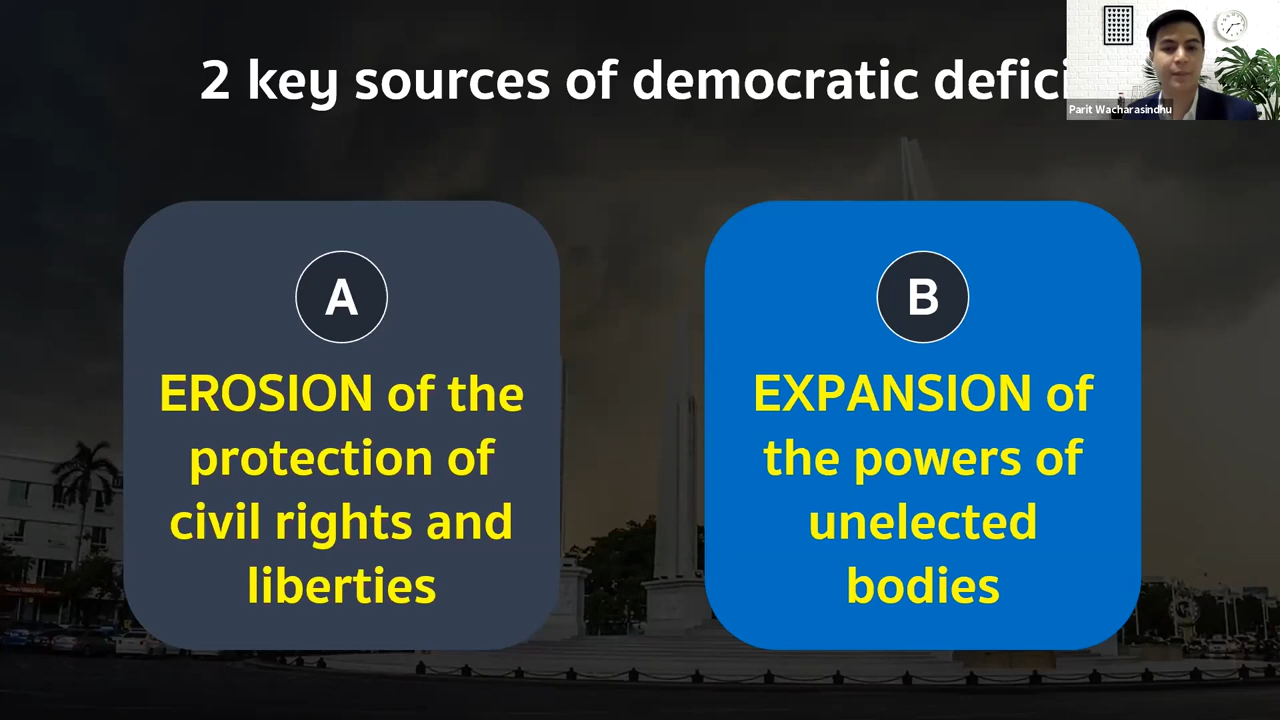 2 key sources of democratic defici
Parit Wacharasindhu
A
EROSION of the
protection of
civil rights and
liberties
B
EXPANSION of
the powers of
unelected
bodies